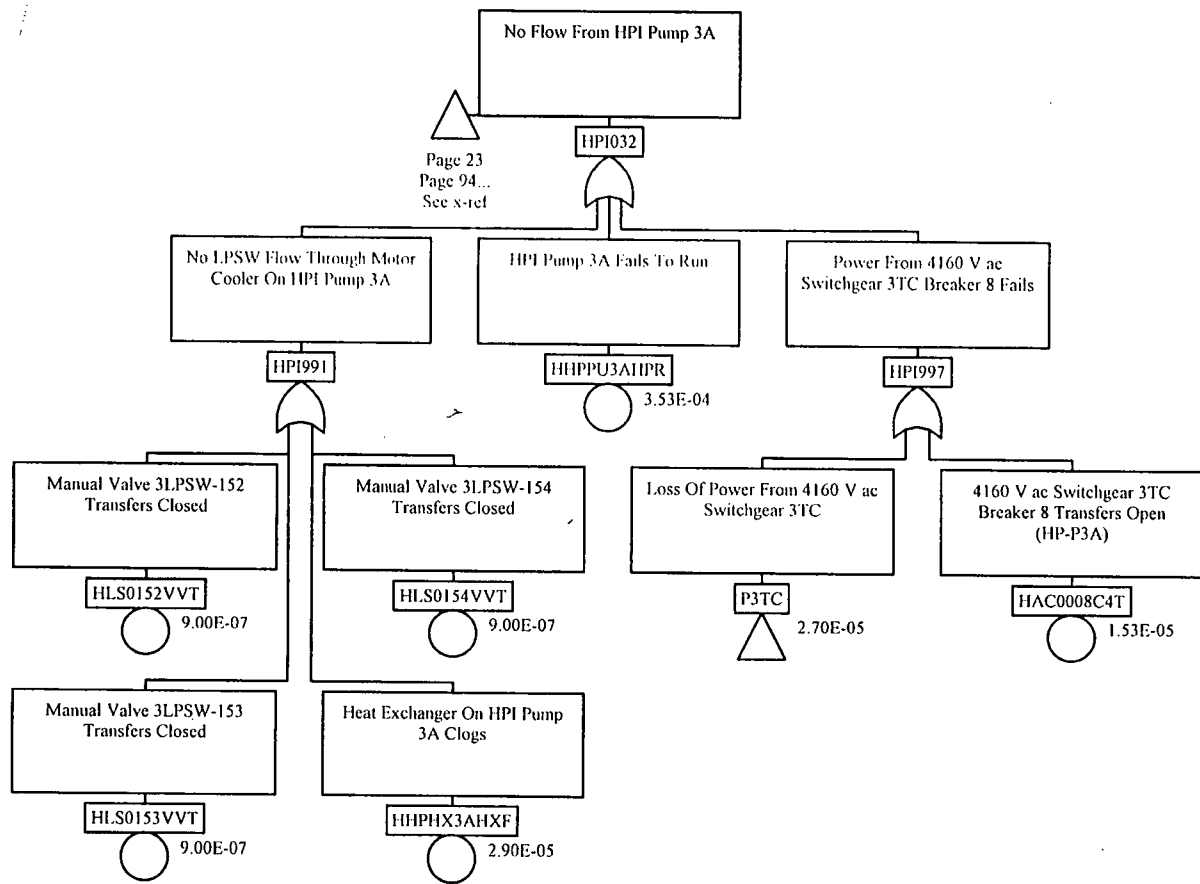 No Flow From HPI Pump 3A
HPI032
Page 23
Page 94...
See x-ref
No LPSW Flow Through Motor
Cooler On HPI Pump 3A
HPI991
HPI Pump 3A Fails To Run
HHPPU3AHPR
3.53E-04
Power From 4160 V ac
Switchgear 3TC Breaker 8 Fails
HPI997
Manual Valve 3LPSW-152
Transfers Closed
HLS0152VVT
9.00E-07
Manual Valve 3LPSW-154
Transfers Closed
HLS0154VVT
9.00E-07
Loss Of Power From 4160 V ac
Switchgear 3TC
P3TC
2.70E-05
4160 V ac Switchgear 3TC
Breaker 8 Transfers Open
(HP-P3A)
HAC0008C4T
1.53E-05
Manual Valve 3LPSW-153
Transfers Closed
HLS0153VVT
9.00E-07
Heat Exchanger On HPI Pump
3A Clogs
HHPHX3AHXF
2.90E-05